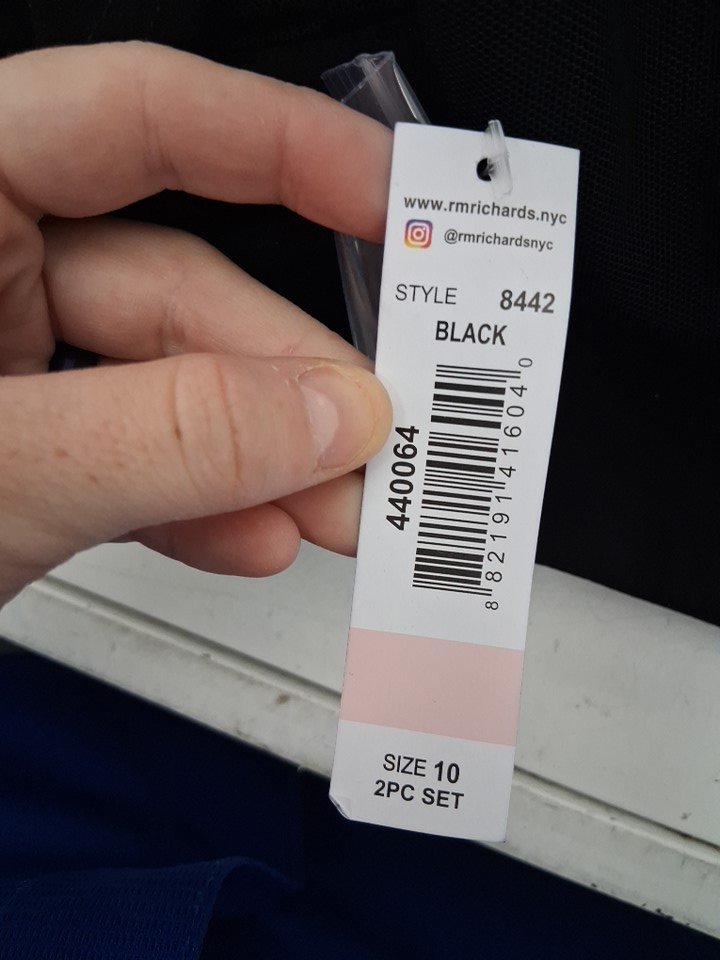 www.rmrichards.nyc
@rmrichardsnyc
STYLE 8442
BLACK
440064
8 82191 41604 0
SIZE 10
2PC SET